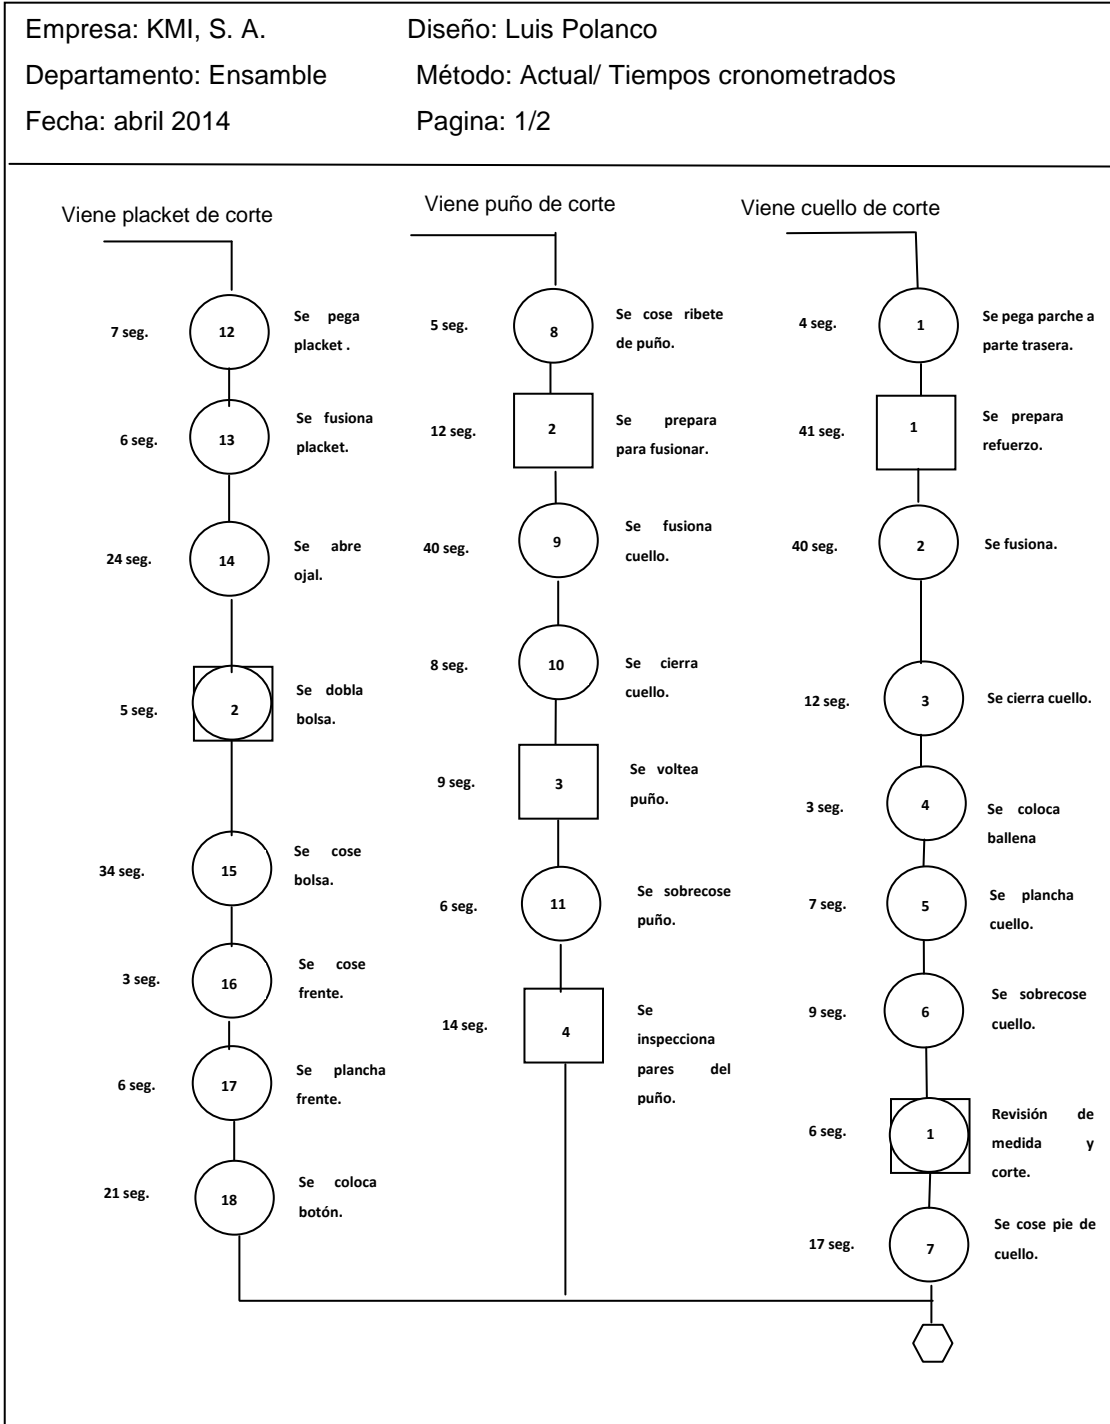 Empresa: KMI, S. A. Diseño: Luis Polanco
Departamento: Ensamble Método: Actual/ Tiempos cronometrados
Fecha: abril 2014 Pagina: 1/2
Viene placket de corte
7 seg.
12
Se pega
placket .
6 seg.
13
Se fusiona
placket.
24 seg.
14
Se abre
ojal.
5 seg.
2
Se dobla
bolsa.
34 seg.
15
Se cose
bolsa.
3 seg.
16
Se cose
frente.
6 seg.
17
Se plancha
frente.
21 seg.
18
Se coloca
botón.
Viene puño de corte
5 seg.
8
Se cose ribete
de puño.
12 seg.
2
Se prepara
para fusionar.
40 seg.
9
Se fusiona
cuello.
8 seg.
10
Se cierra
cuello.
9 seg.
3
Se voltea
puño.
6 seg.
11
Se sobrecose
puño.
14 seg.
4
Se
inspecciona
pares del
puño.
Viene cuello de corte
4 seg.
1
Se pega parche a
parte trasera.
41 seg.
1
Se prepara
refuerzo.
40 seg.
2
Se fusiona.
12 seg.
3
Se cierra cuello.
3 seg.
4
Se coloca
ballena
7 seg.
5
Se plancha
cuello.
9 seg.
6
Se sobrecose
cuello.
6 seg.
1
Revisión de
medida y
corte.
17 seg.
7
Se cose pie de
cuello.